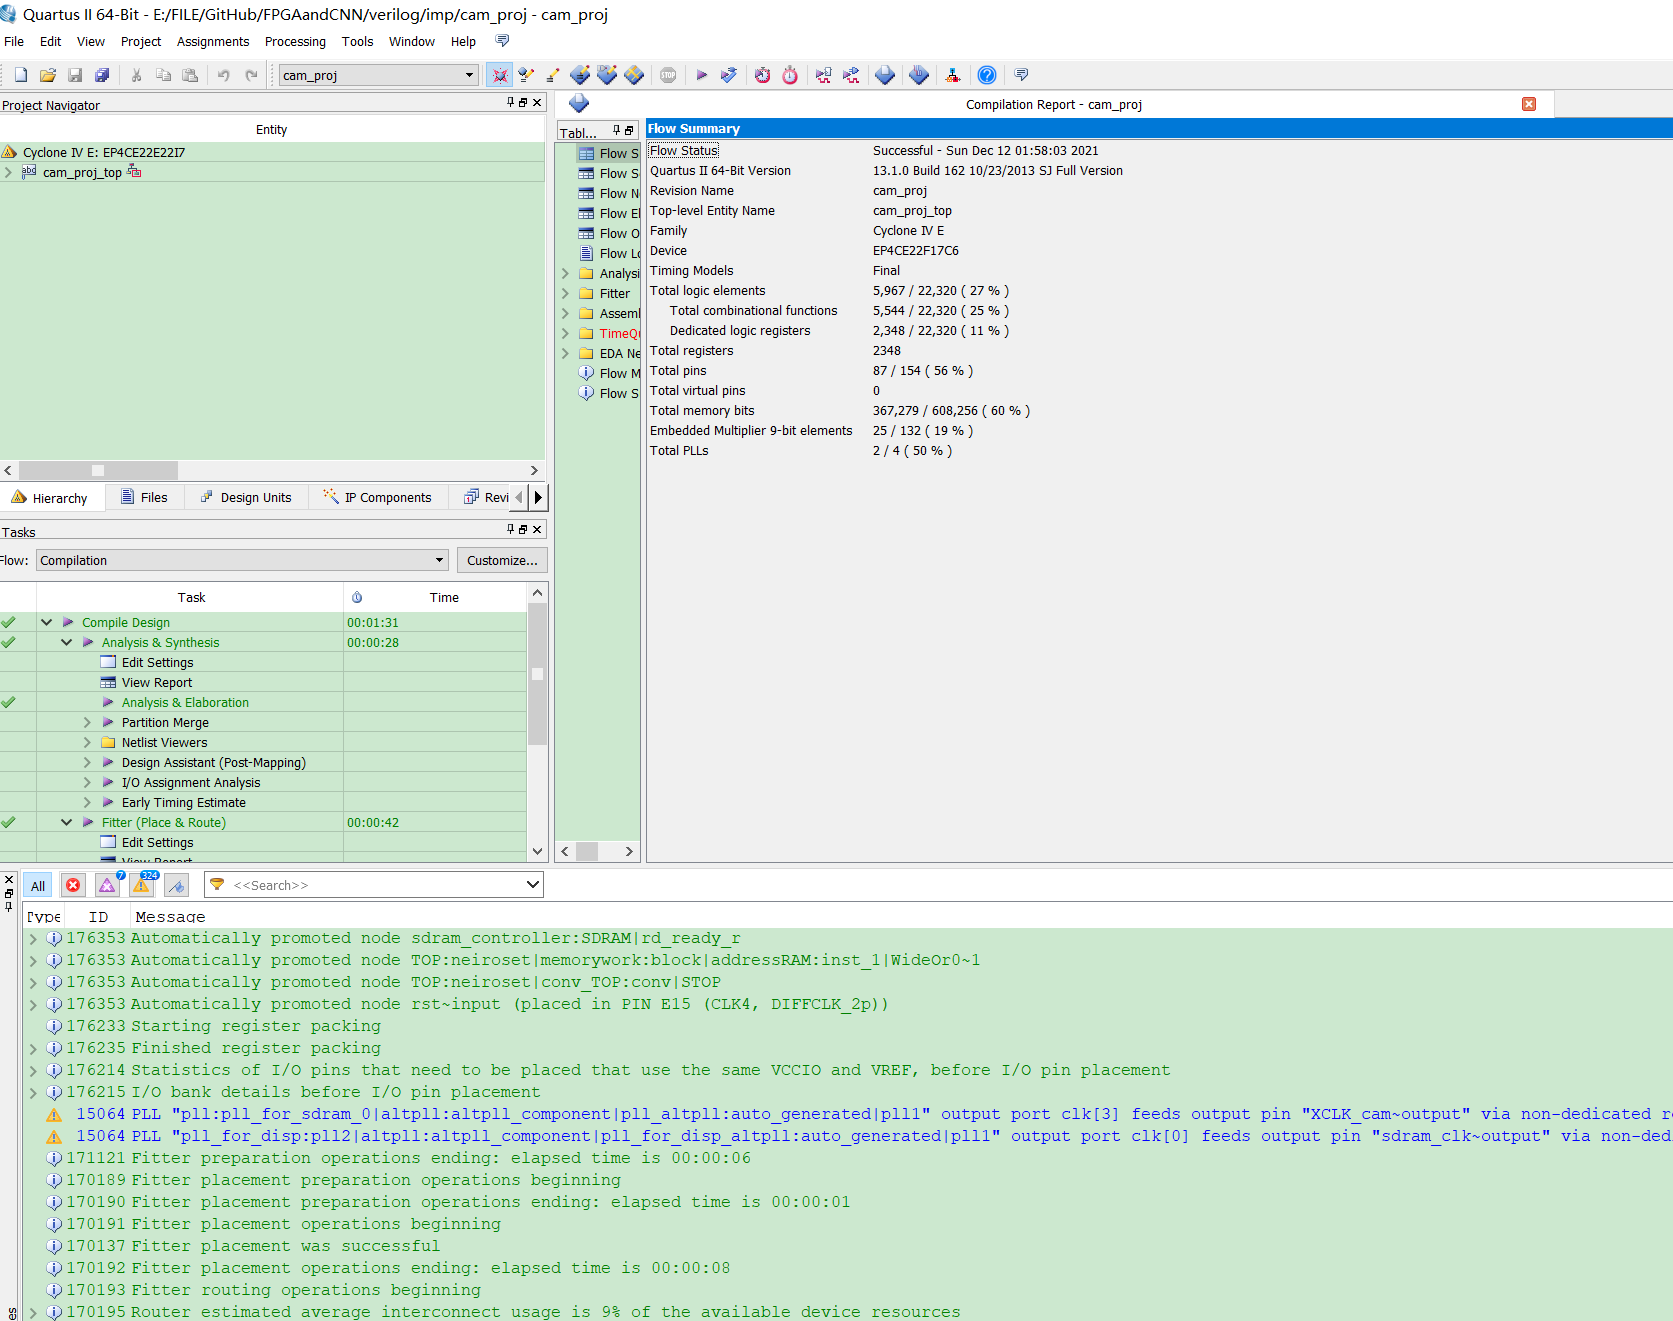 Quartus II 64-Bit - E:/FILE/GitHub/FPGAandCNN/verilog/imp/cam_proj - cam_proj
File Edit View Project Assignments Processing Tools Window Help
cam_proj
Project Navigator
Entity
Cyclone IV E: EP4CE22E22I7
abd cam_proj_top
Hierarchy Files Design Units IP Components Revi
Tasks
Flow: Compilation Customize...
Task Time
Compile Design 00:01:31
Analysis & Synthesis 00:00:28
Edit Settings
View Report
Analysis & Elaboration
Partition Merge
Netlist Viewers
Design Assistant (Post-Mapping)
I/O Assignment Analysis
Early Timing Estimate
Fitter (Place & Route) 00:00:42
Edit Settings
View Report
Compilation Report - cam_proj
Tabl...
Flow S
Flow S
Flow N
Flow El
Flow O
Flow Lo
Analysi
Fitter
Assem
TimeQ
EDA Ne
Flow M
Flow S
Flow Summary
Flow Status Successful - Sun Dec 12 01:58:03 2021
Quartus II 64-Bit Version 13.1.0 Build 162 10/23/2013 SJ Full Version
Revision Name cam_proj
Top-level Entity Name cam_proj_top
Family Cyclone IV E
Device EP4CE22F17C6
Timing Models Final
Total logic elements 5,967 / 22,320 ( 27 % )
Total combinational functions 5,544 / 22,320 ( 25 % )
Dedicated logic registers 2,348 / 22,320 ( 11 % )
Total registers 2348
Total pins 87 / 154 ( 56 % )
Total virtual pins 0
Total memory bits 367,279 / 608,256 ( 60 % )
Embedded Multiplier 9-bit elements 25 / 132 ( 19 % )
Total PLLs 2 / 4 ( 50 % )
All 7 324 <<Search>>
Type ID Message
176353 Automatically promoted node sdram_controller:SDRAM|rd_ready_r
176353 Automatically promoted node TOP:neiroset|memorywork:block|addressRAM:inst_1|WideOr0~1
176353 Automatically promoted node TOP:neiroset|conv_TOP:conv|STOP
176353 Automatically promoted node rst~input (placed in PIN E15 (CLK4, DIFFCLK_2p))
176233 Starting register packing
176235 Finished register packing
176214 Statistics of I/O pins that need to be placed that use the same VCCIO and VREF, before I/O pin placement
176215 I/O bank details before I/O pin placement
15064 PLL "pll:pll_for_sdram_0|altpll:altpll_component|pll_altpll:auto_generated|pll1" output port clk[3] feeds output pin "XCLK_cam~output" via non-dedicated ro
15064 PLL "pll_for_disp:pll2|altpll:altpll_component|pll_for_disp_altpll:auto_generated|pll1" output port clk[0] feeds output pin "sdram_clk~output" via non-dedi
171121 Fitter preparation operations ending: elapsed time is 00:00:06
170189 Fitter placement preparation operations beginning
170190 Fitter placement preparation operations ending: elapsed time is 00:00:01
170191 Fitter placement operations beginning
170137 Fitter placement was successful
170192 Fitter placement operations ending: elapsed time is 00:00:08
170193 Fitter routing operations beginning
170195 Router estimated average interconnect usage is 9% of the available device resources
es